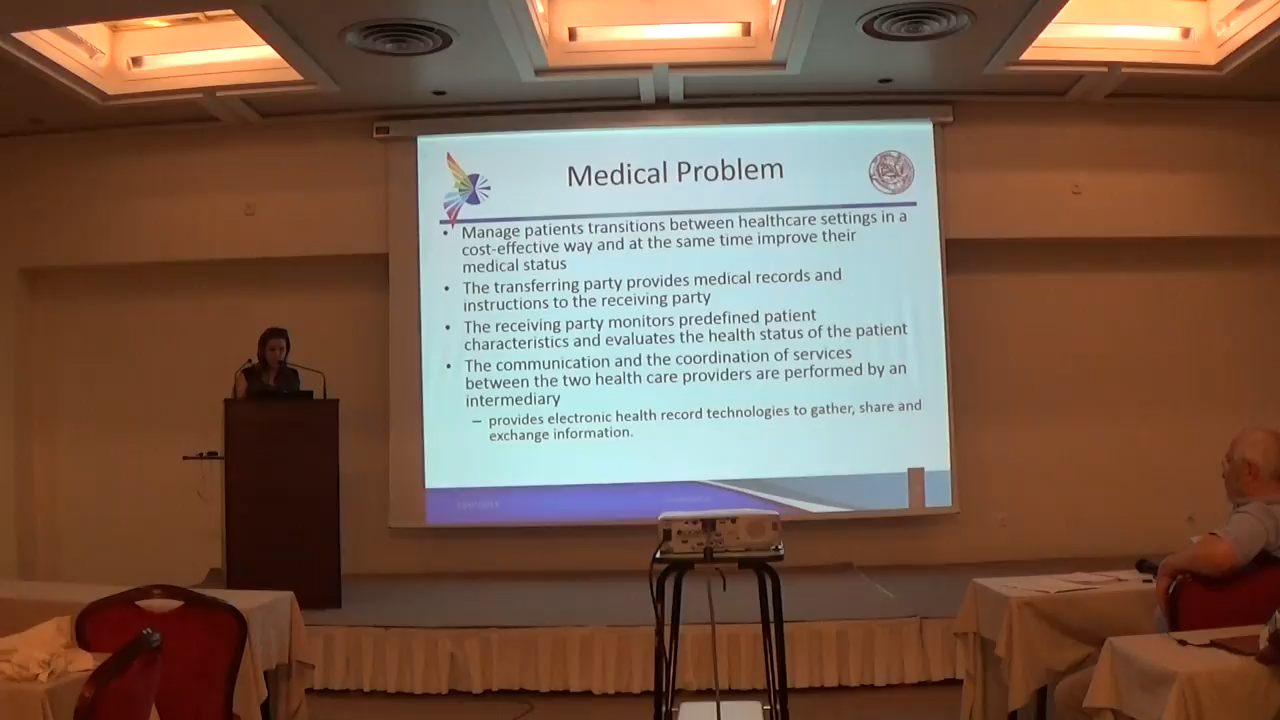 Medical Problem
• Manage patients transitions between healthcare settings in a
cost-effective way and at the same time improve their
medical status
• The transferring party provides medical records and
instructions to the receiving party
• The receiving party monitors predefined patient
characteristics and evaluates the health status of the patient
• The communication and the coordination of services
between the two health care providers are performed by an
intermediary
– provides electronic health record technologies to gather, share and
exchange information.